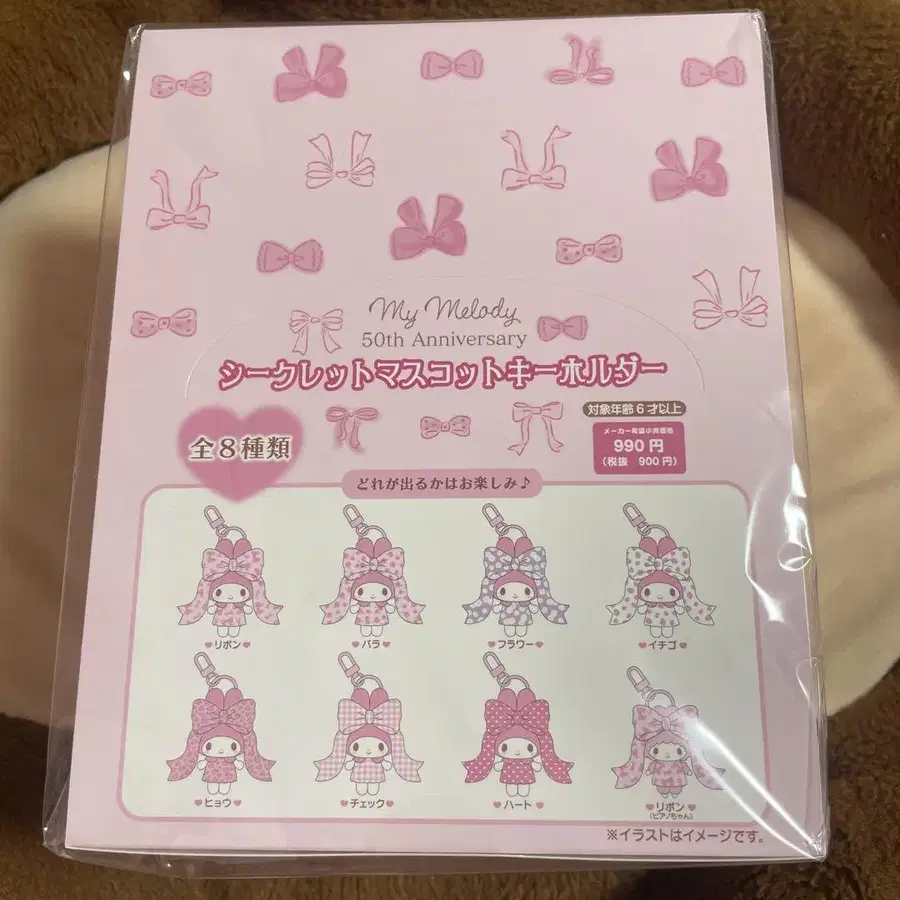 My Melody
50th Anniversary
シークレットマスコットキーホルダー
対象年齢6才以上
メーカー希望小売価格
990円
(税抜 900円)
全8種類
どれが出るかはお楽しみ♪
リボン
バラ
フラワー
イチゴ
ヒョウ
チェック
ハート
リボン
(ピアノちゃん)
※イラストはイメージです。